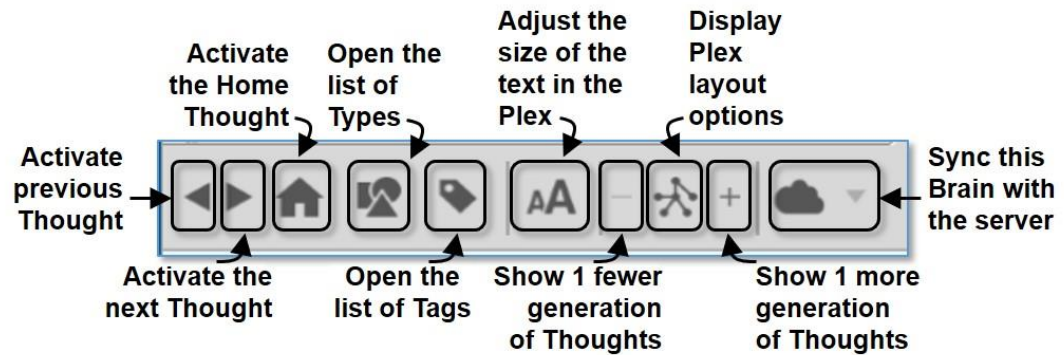 Activate
the Home
Thought
Open the
list of
Types
Adjust the
size of the
text in the
Plex
Display
Plex
layout
options
Activate
previous
Thought
AA
Sync this
Brain with
the server
Activate the
next Thought
Open the
list of Tags
Show 1 fewer
generation
of Thoughts
Show 1 more
generation
of Thoughts